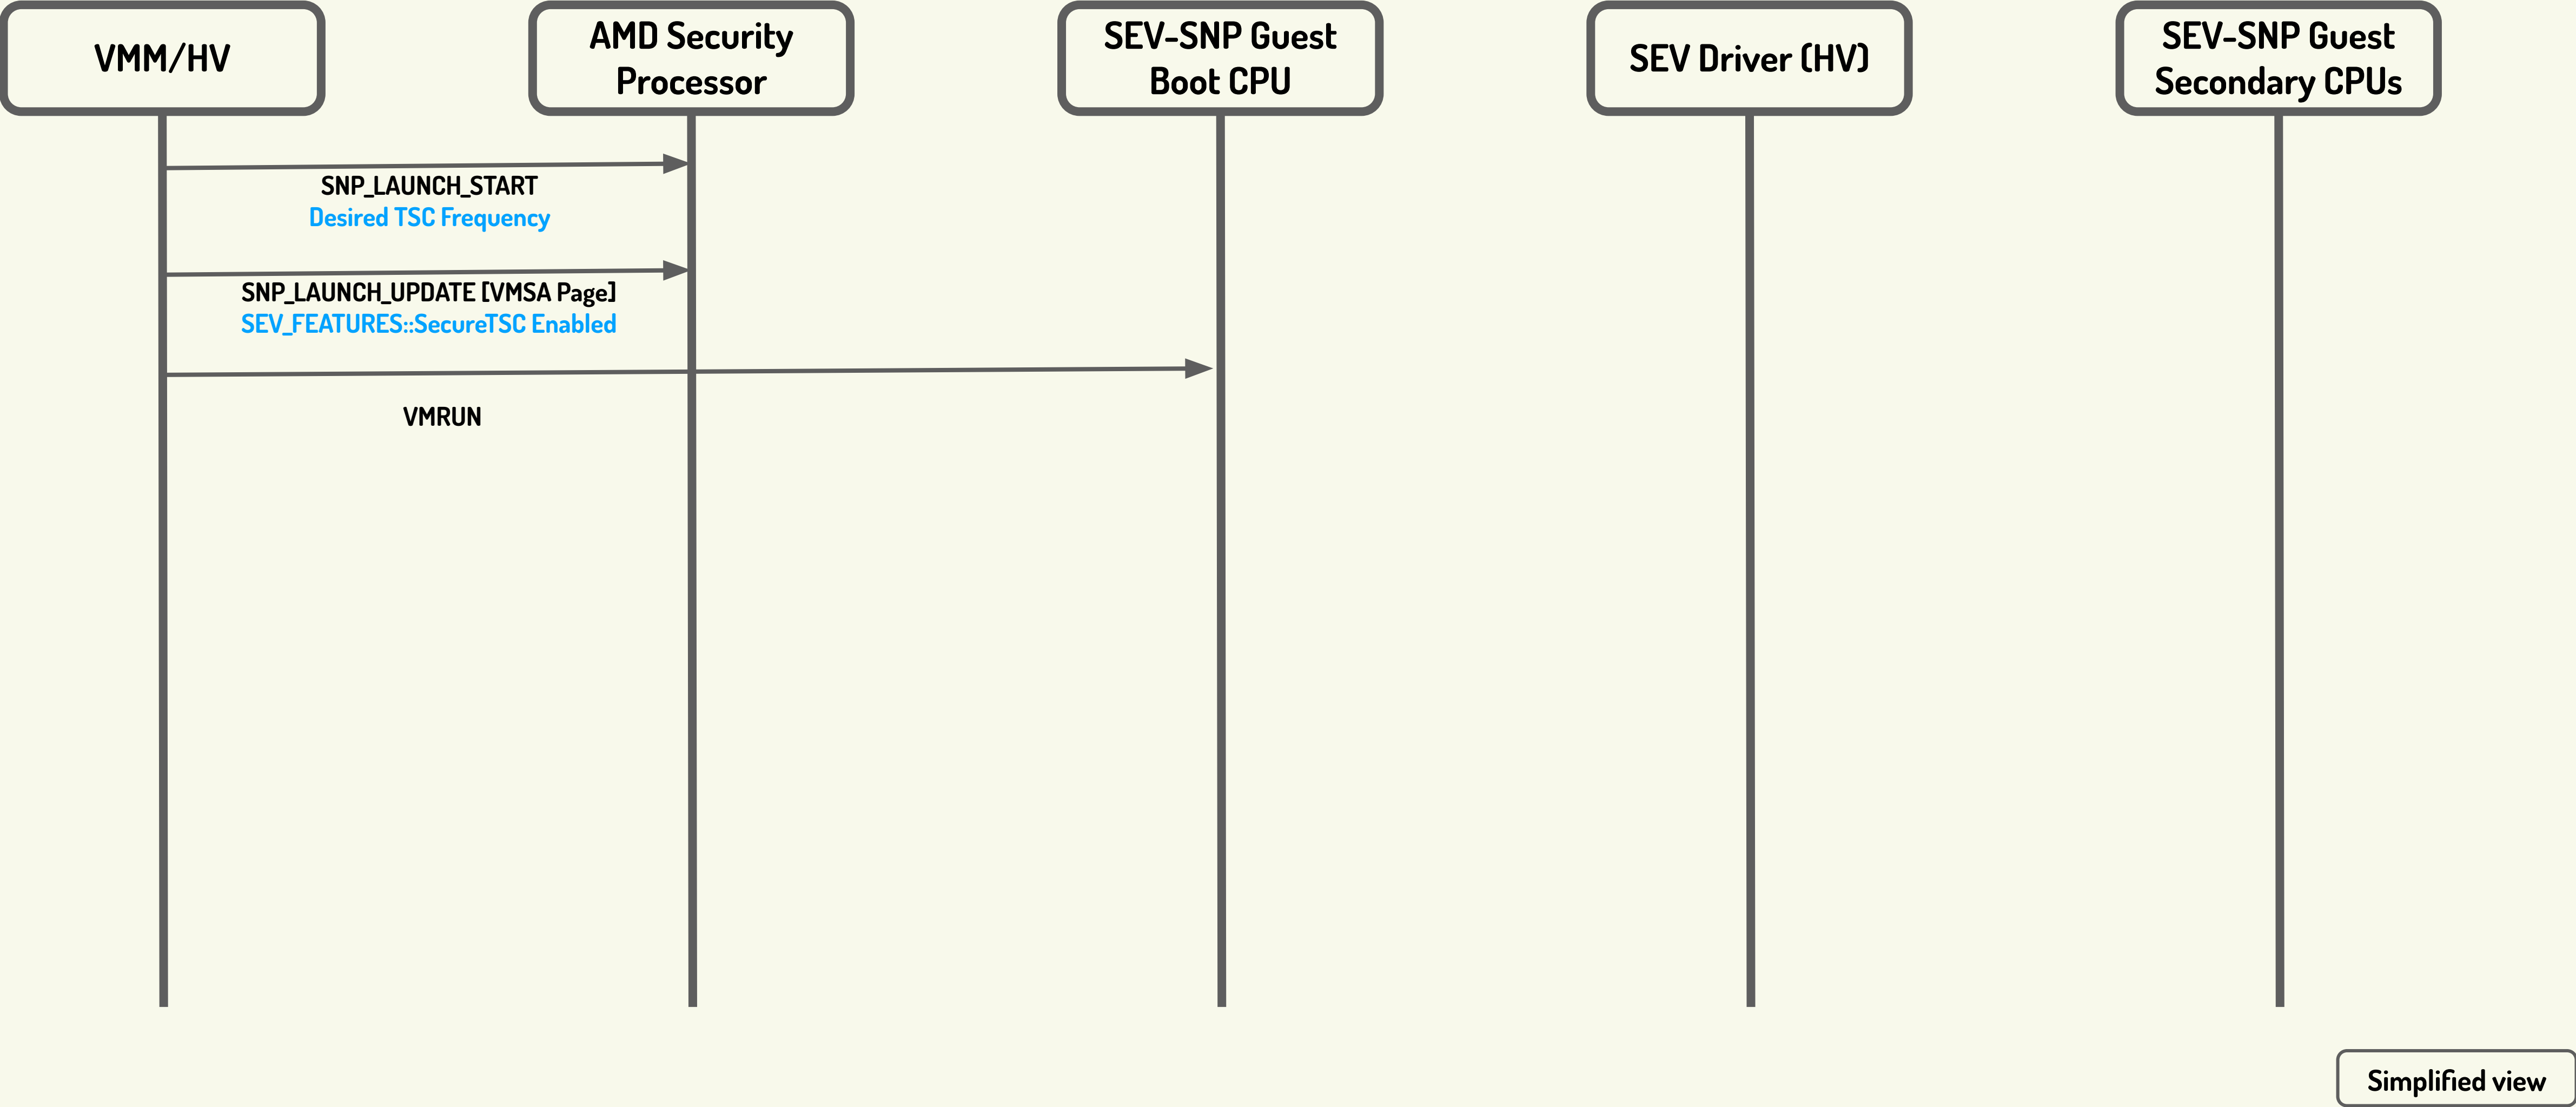 VMM/HV
AMD Security
Processor
SEV-SNP Guest
Boot CPU
SEV Driver (HV)
SEV-SNP Guest
Secondary CPUs
SNP_LAUNCH_START
Desired TSC Frequency
SNP_LAUNCH_UPDATE [VMSA Page]
SEV_FEATURES::SecureTSC Enabled
VMRUN
Simplified view